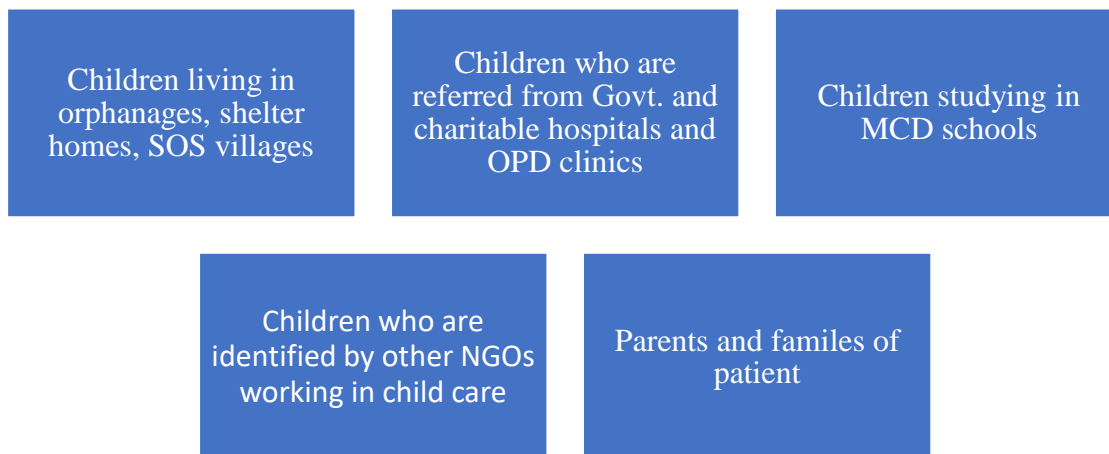 Children living in
orphanages, shelter
homes, SOS villages
Children who are
referred from Govt. and
charitable hospitals and
OPD clinics
Children studying in
MCD schools
Children who are
identified by other NGOs
working in child care
Parents and familes of
patient